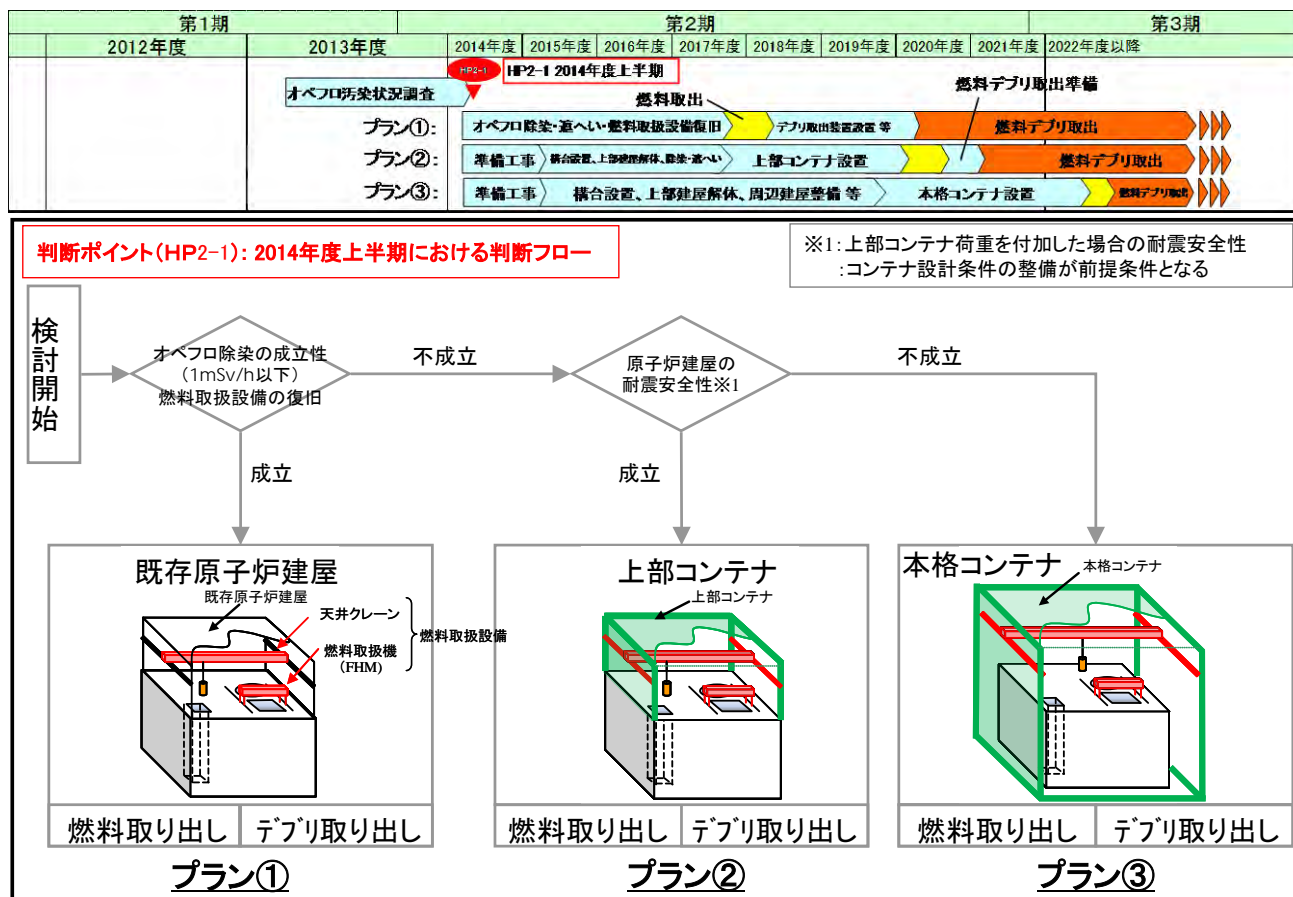 第1期 第2期 第3期
2012年度 2013年度 2014年度 2015年度 2016年度 2017年度 2018年度 2019年度 2020年度 2021年度 2022年度以降
HP2-1 HP2-1 2014年度上半期
オペフロ汚染状況調査
燃料取出
燃料デブリ取出準備
プラン①: オペフロ除染・遮へい・燃料取扱設備復旧 デブリ取出装置設置 等 燃料デブリ取出
プラン②: 準備工事 構台設置、上部建屋解体、除染・遮へい 上部コンテナ設置 燃料デブリ取出
プラン③: 準備工事 構台設置、上部建屋解体、周辺建屋整備 等 本格コンテナ設置 燃料デブリ取出
判断ポイント(HP2-1): 2014年度上半期における判断フロー
※1:上部コンテナ荷重を付加した場合の耐震安全性
:コンテナ設計条件の整備が前提条件となる
検討開始
オペフロ除染の成立性
(1mSv/h以下)
燃料取扱設備の復旧
不成立
原子炉建屋の
耐震安全性※1
不成立
成立
成立
既存原子炉建屋
既存原子炉建屋
天井クレーン
燃料取扱機
(FHM)
燃料取扱設備
燃料取り出し デブリ取り出し
プラン①
上部コンテナ
上部コンテナ
燃料取り出し デブリ取り出し
プラン②
本格コンテナ
本格コンテナ
燃料取り出し デブリ取り出し
プラン③